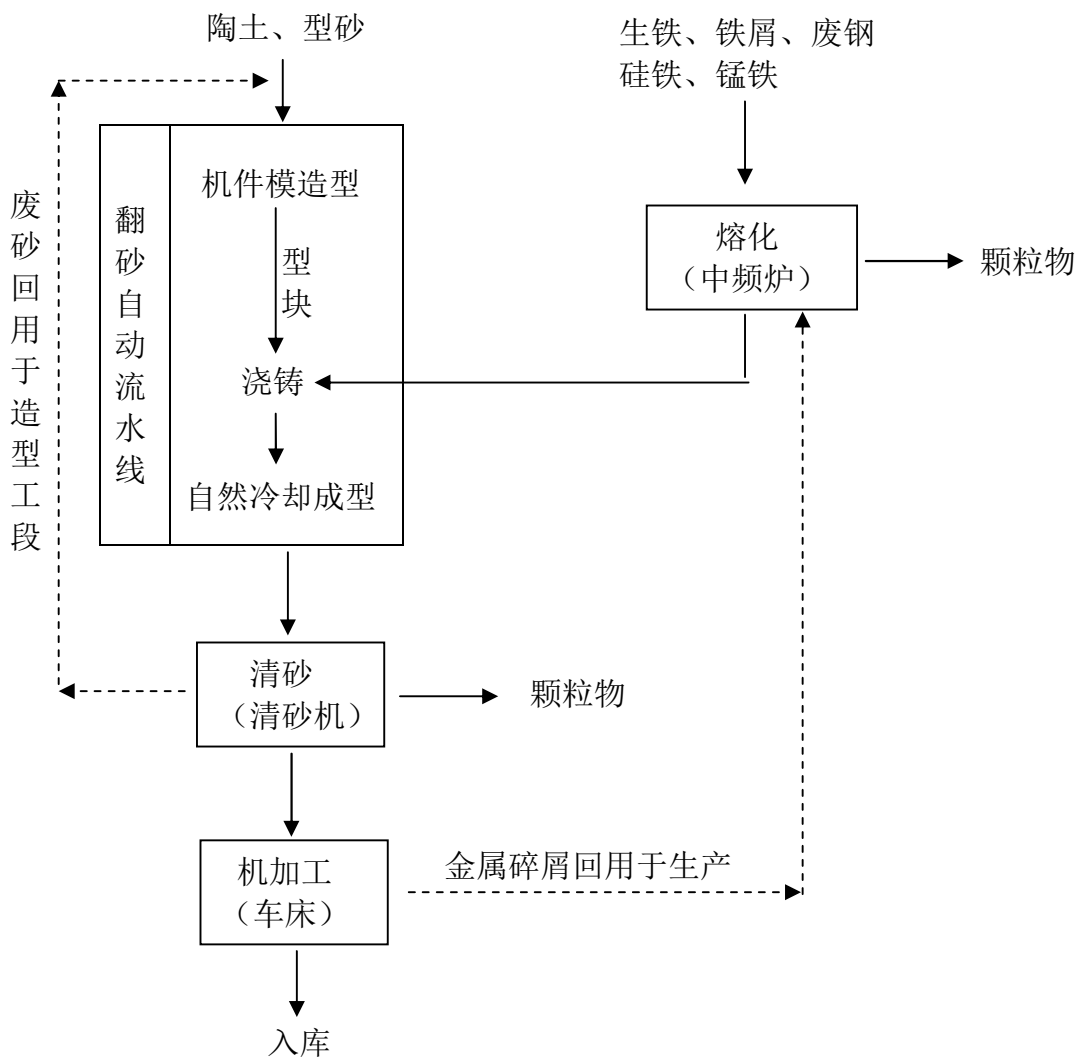 陶土、型砂
生铁、铁屑、废钢
硅铁、锰铁
废砂回用于造型工段
翻砂自动流水线
机件模造型
型块
浇铸
自然冷却成型
熔化
（中频炉）
颗粒物
清砂
（清砂机）
颗粒物
机加工
（车床）
金属碎屑回用于生产
入库